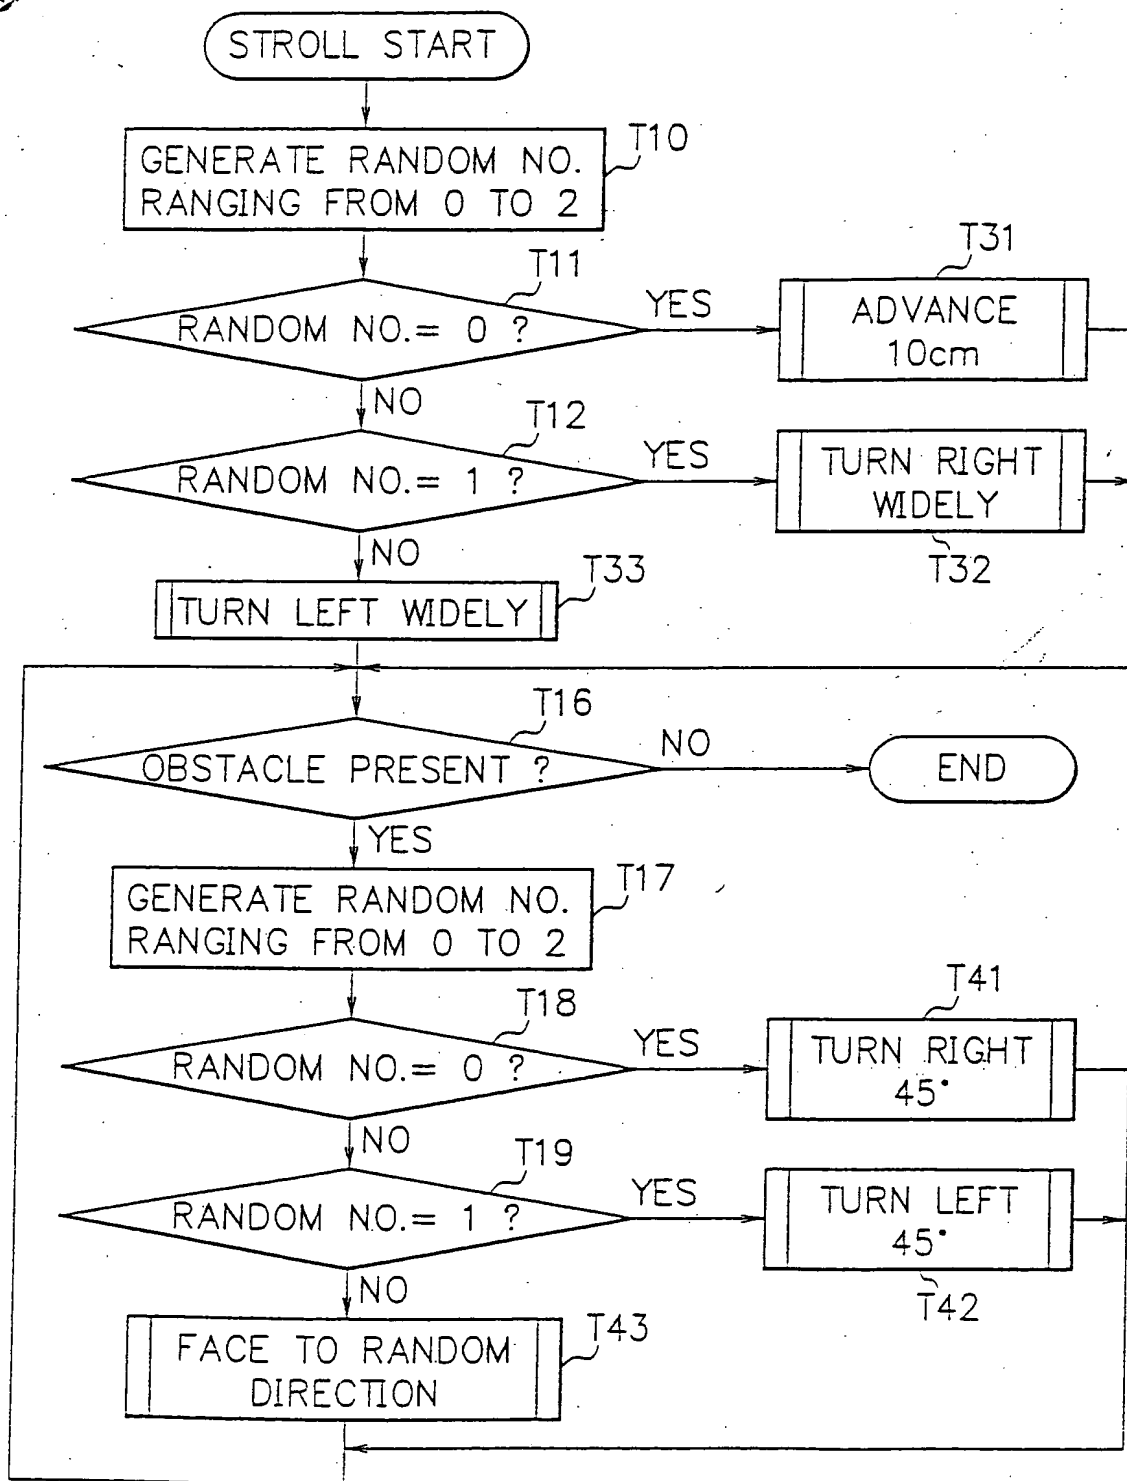 STROLL START
T10
GENERATE RANDOM NO.
RANGING FROM 0 TO 2
T11
RANDOM NO.= 0 ?
YES
T31
ADVANCE
10cm
NO
T12
RANDOM NO.= 1 ?
YES
TURN RIGHT
WIDELY
T32
NO
T33
TURN LEFT WIDELY
T16
OBSTACLE PRESENT ?
NO
END
YES
T17
GENERATE RANDOM NO.
RANGING FROM 0 TO 2
T18
RANDOM NO.= 0 ?
YES
T41
TURN RIGHT
45°
NO
T19
RANDOM NO.= 1 ?
YES
TURN LEFT
45°
T42
NO
T43
FACE TO RANDOM
DIRECTION